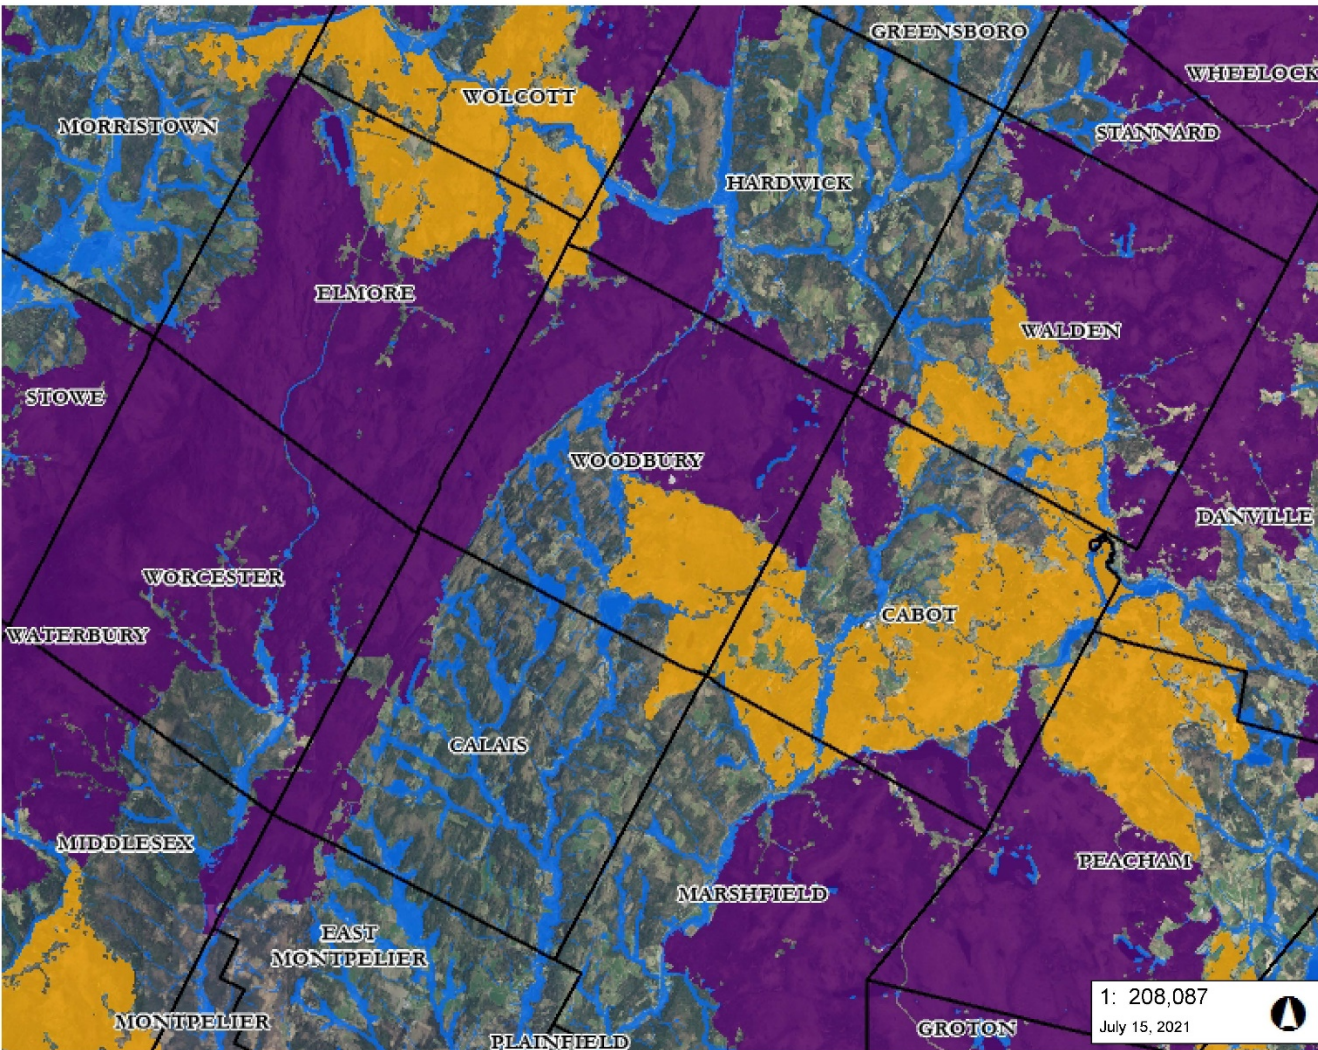 GREENSBORO
WHEELOCK
WOLCOTT
MORRISTOWN
STANNARD
HARDWICK
ELMORE
WALDEN
STOWE
WOODBURY
DANVILLE
WORCESTER
CABOT
WATERBURY
CALAIS
MIDDLESEX
PEACHAM
MARSHFIELD
EAST
MONTPELIER
1: 208,087
July 15, 2021
MONTPELIER
GROTON
PLAINFIELD